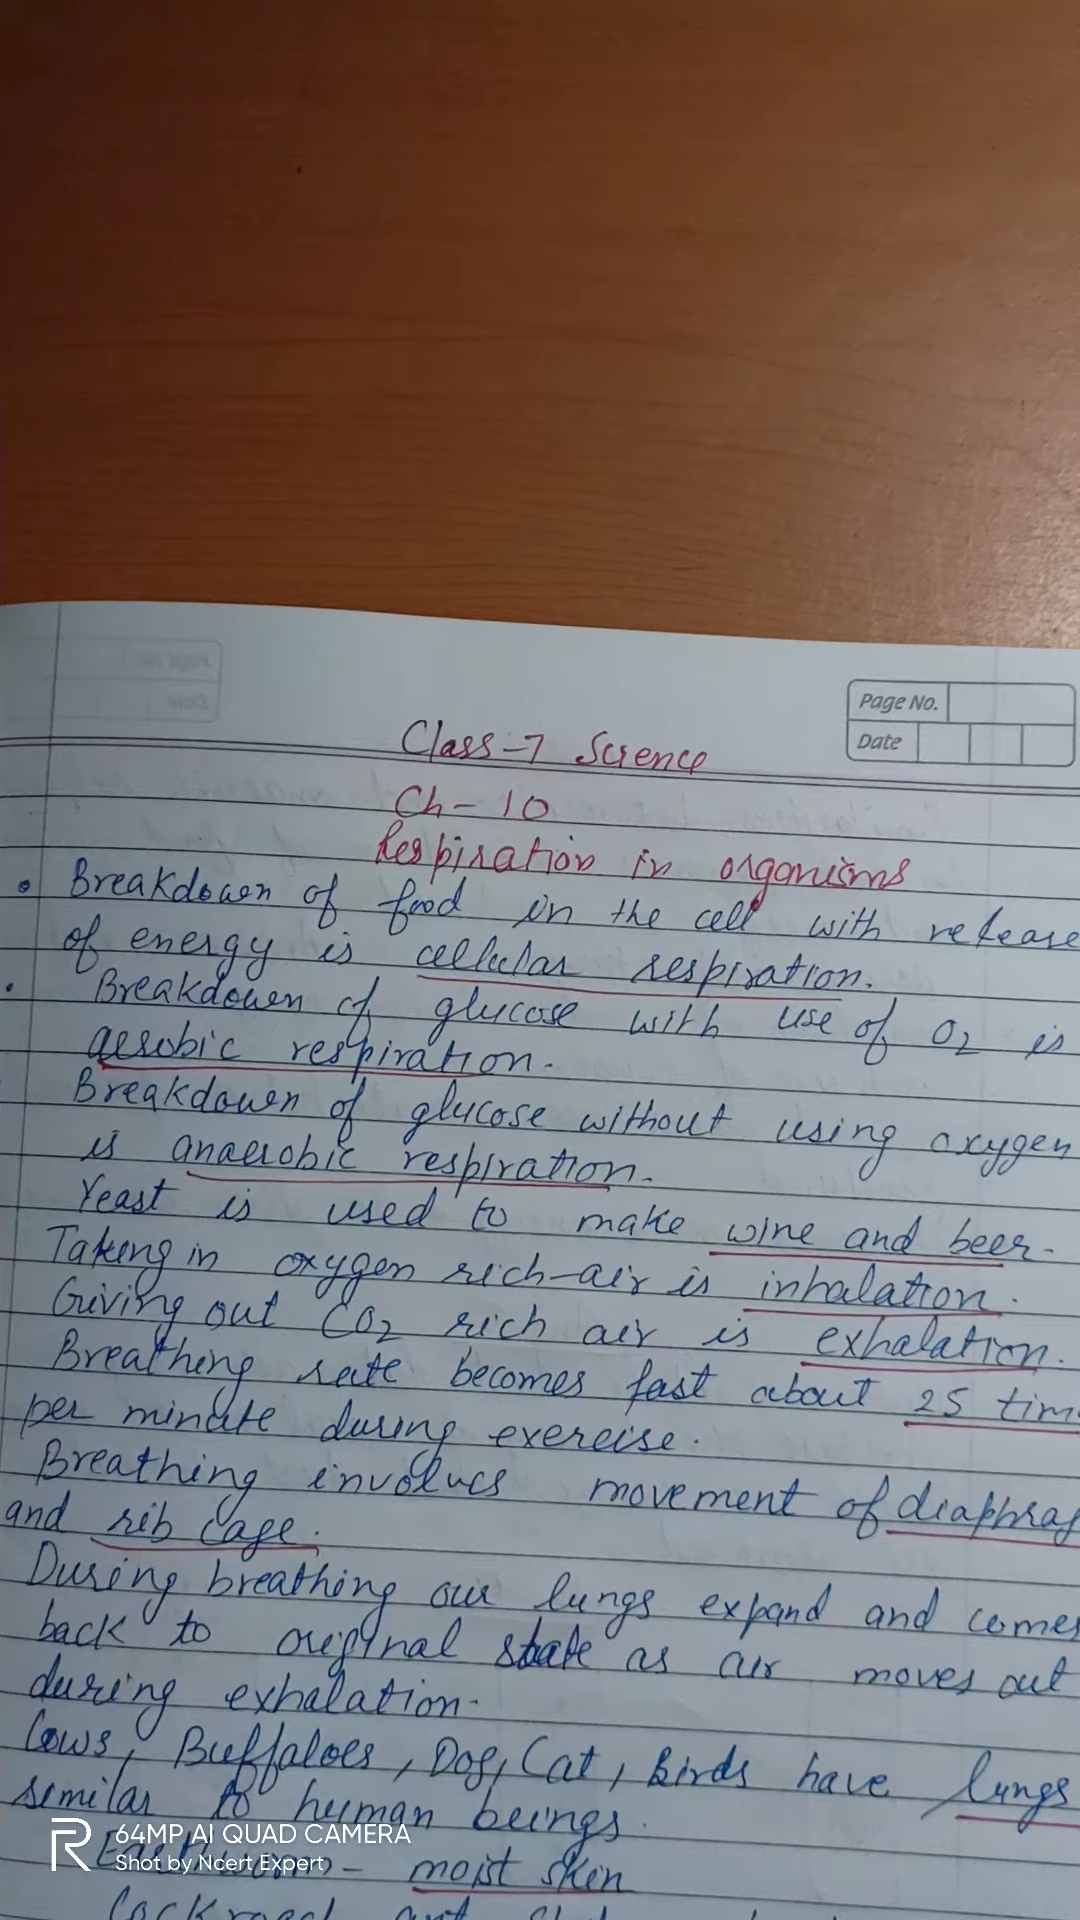 Page No.
Date
Class-7 Science
Ch-10
Respiration in organisms
• Breakdown of food in the cell with release
of energy is cellular respiration.
• Breakdown of glucose with use of O2 is
aerobic respiration.
Breakdown of glucose without using oxygen
is anaerobic respiration.
Yeast is used to make wine and beer.
Taking in oxygen rich-air is inhalation.
Giving out CO2 rich air is exhalation.
Breathing rate becomes fast about 25 tim
per minute during exercise.
Breathing involves movement of diaphrag
and rib cage.
During breathing our lungs expand and comes
back to original state as air moves out
during exhalation.
Cows, Buffaloes, Dog, Cat, Birds have lungs
similar to human beings.
Earthworm - moist skin
64MP AI QUAD CAMERA
Shot by Ncert Expert